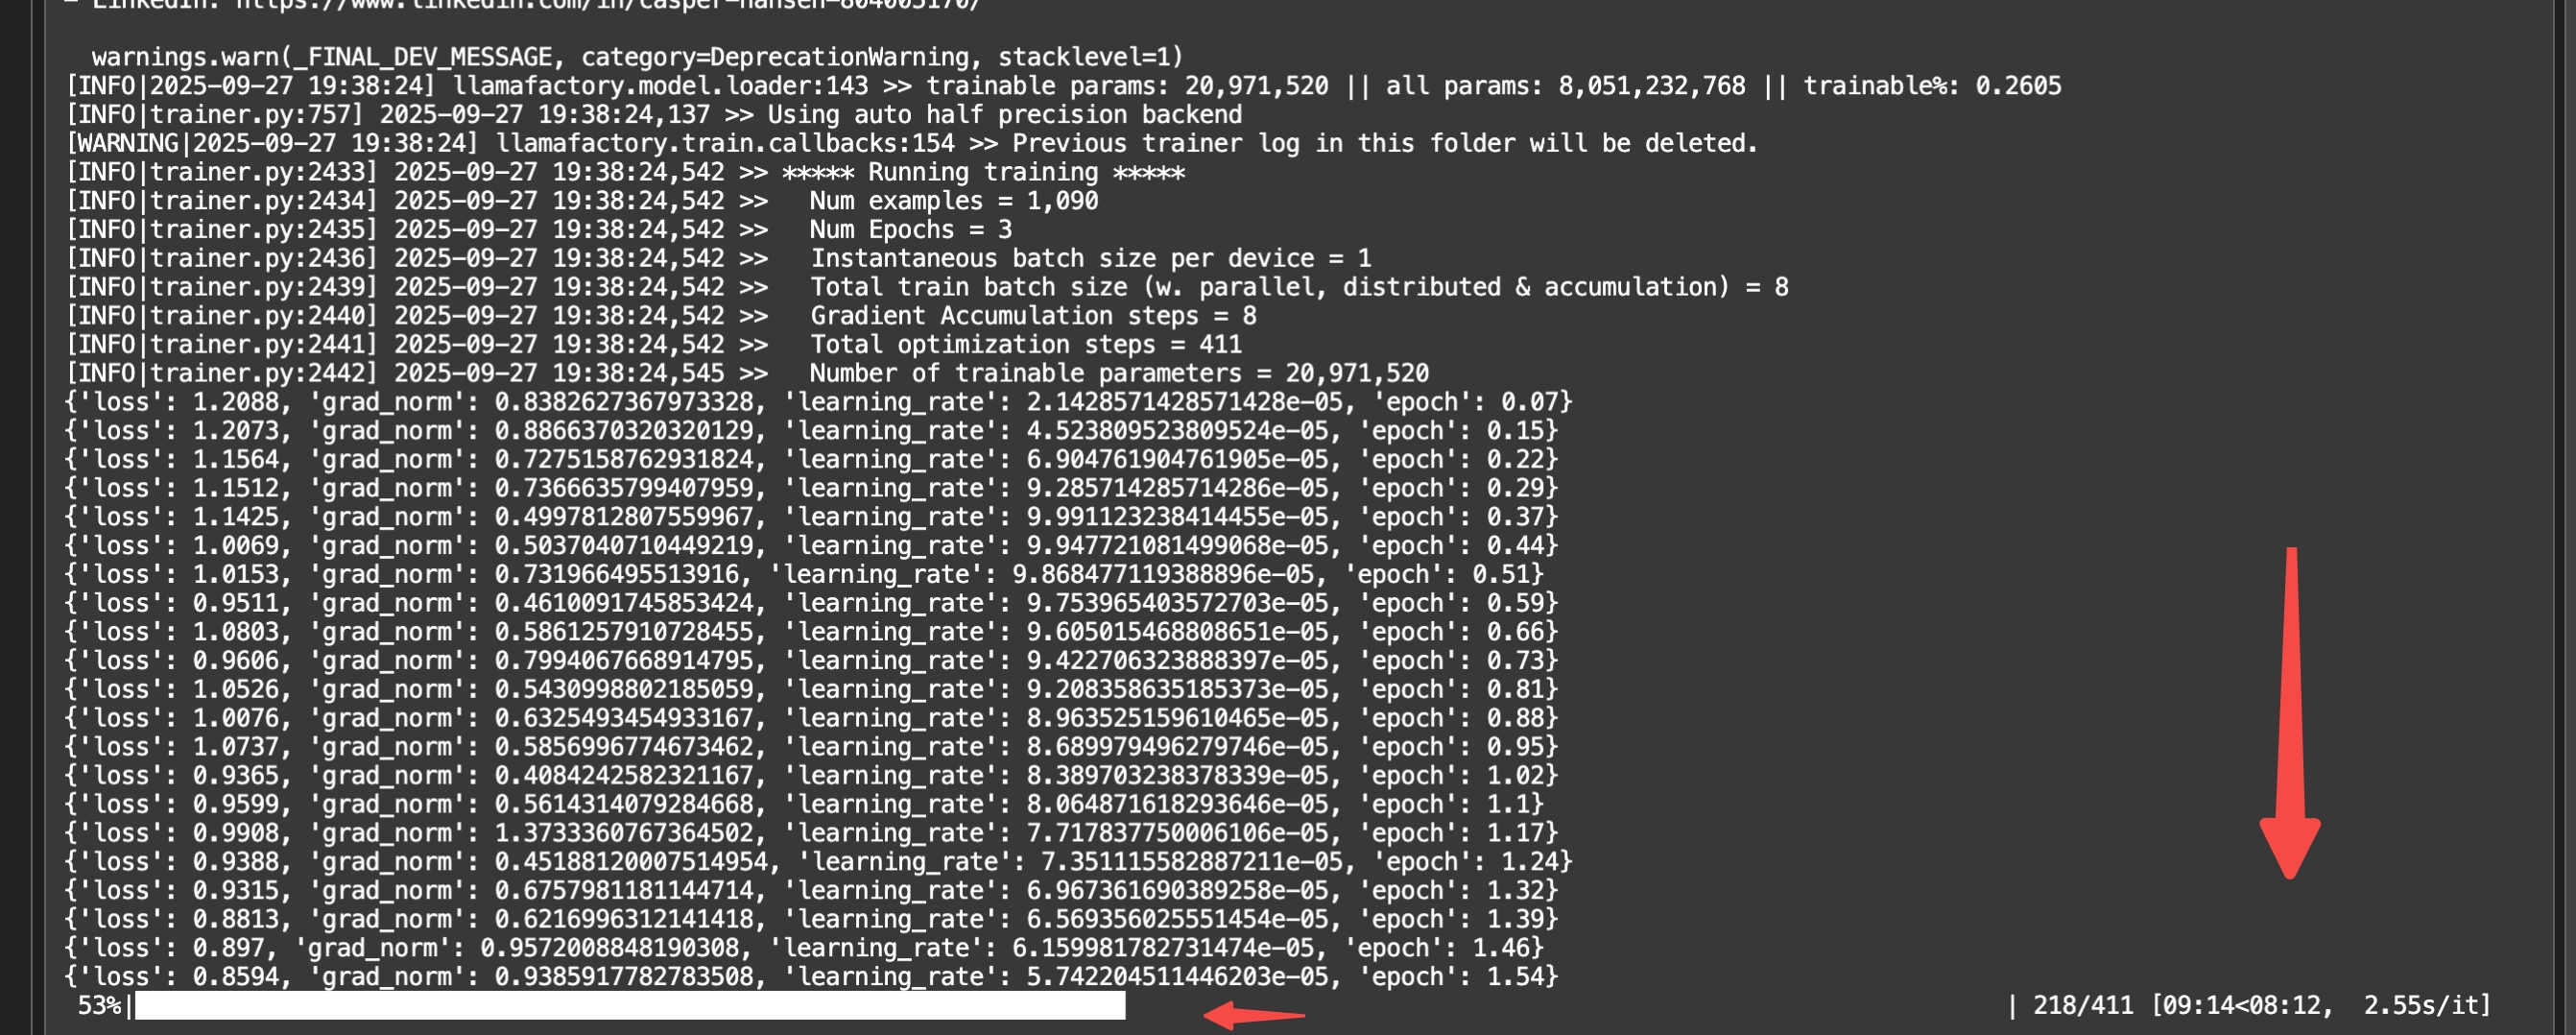 - LinkedIn: https://www.linkedin.com/in/casper-hansen-804005170/
warnings.warn(_FINAL_DEV_MESSAGE, category=DeprecationWarning, stacklevel=1)
[INFO|2025-09-27 19:38:24] llamafactory.model.loader:143 >> trainable params: 20,971,520 || all params: 8,051,232,768 || trainable%: 0.2605
[INFO|trainer.py:757] 2025-09-27 19:38:24,137 >> Using auto half precision backend
[WARNING|2025-09-27 19:38:24] llamafactory.train.callbacks:154 >> Previous trainer log in this folder will be deleted.
[INFO|trainer.py:2433] 2025-09-27 19:38:24,542 >> ***** Running training *****
[INFO|trainer.py:2434] 2025-09-27 19:38:24,542 >>   Num examples = 1,090
[INFO|trainer.py:2435] 2025-09-27 19:38:24,542 >>   Num Epochs = 3
[INFO|trainer.py:2436] 2025-09-27 19:38:24,542 >>   Instantaneous batch size per device = 1
[INFO|trainer.py:2439] 2025-09-27 19:38:24,542 >>   Total train batch size (w. parallel, distributed & accumulation) = 8
[INFO|trainer.py:2440] 2025-09-27 19:38:24,542 >>   Gradient Accumulation steps = 8
[INFO|trainer.py:2441] 2025-09-27 19:38:24,542 >>   Total optimization steps = 411
[INFO|trainer.py:2442] 2025-09-27 19:38:24,545 >>   Number of trainable parameters = 20,971,520
{'loss': 1.2088, 'grad_norm': 0.8382627367973328, 'learning_rate': 2.1428571428571428e-05, 'epoch': 0.07}
{'loss': 1.2073, 'grad_norm': 0.8866370320320129, 'learning_rate': 4.523809523809524e-05, 'epoch': 0.15}
{'loss': 1.1564, 'grad_norm': 0.7275158762931824, 'learning_rate': 6.904761904761905e-05, 'epoch': 0.22}
{'loss': 1.1512, 'grad_norm': 0.7366635799407959, 'learning_rate': 9.285714285714286e-05, 'epoch': 0.29}
{'loss': 1.1425, 'grad_norm': 0.4997812807559967, 'learning_rate': 9.991123238414455e-05, 'epoch': 0.37}
{'loss': 1.0069, 'grad_norm': 0.5037040710449219, 'learning_rate': 9.947721081499068e-05, 'epoch': 0.44}
{'loss': 1.0153, 'grad_norm': 0.731966495513916, 'learning_rate': 9.868477119388896e-05, 'epoch': 0.51}
{'loss': 0.9511, 'grad_norm': 0.4610091745853424, 'learning_rate': 9.753965403572703e-05, 'epoch': 0.59}
{'loss': 1.0803, 'grad_norm': 0.5861257910728455, 'learning_rate': 9.605015468808651e-05, 'epoch': 0.66}
{'loss': 0.9606, 'grad_norm': 0.7994067668914795, 'learning_rate': 9.422706323888397e-05, 'epoch': 0.73}
{'loss': 1.0526, 'grad_norm': 0.5430998802185059, 'learning_rate': 9.208358635185373e-05, 'epoch': 0.81}
{'loss': 1.0076, 'grad_norm': 0.6325493454933167, 'learning_rate': 8.963525159610465e-05, 'epoch': 0.88}
{'loss': 1.0737, 'grad_norm': 0.5856996774673462, 'learning_rate': 8.689979496279746e-05, 'epoch': 0.95}
{'loss': 0.9365, 'grad_norm': 0.4084242582321167, 'learning_rate': 8.389703238378339e-05, 'epoch': 1.02}
{'loss': 0.9599, 'grad_norm': 0.5614314079284668, 'learning_rate': 8.064871618293646e-05, 'epoch': 1.1}
{'loss': 0.9908, 'grad_norm': 1.3733360767364502, 'learning_rate': 7.717837750006106e-05, 'epoch': 1.17}
{'loss': 0.9388, 'grad_norm': 0.45188120007514954, 'learning_rate': 7.351115582887211e-05, 'epoch': 1.24}
{'loss': 0.9315, 'grad_norm': 0.6757981181144714, 'learning_rate': 6.967361690389258e-05, 'epoch': 1.32}
{'loss': 0.8813, 'grad_norm': 0.6216996312141418, 'learning_rate': 6.569356025551454e-05, 'epoch': 1.39}
{'loss': 0.897, 'grad_norm': 0.9572008848190308, 'learning_rate': 6.159981782731474e-05, 'epoch': 1.46}
{'loss': 0.8594, 'grad_norm': 0.9385917782783508, 'learning_rate': 5.742204511446203e-05, 'epoch': 1.54}
53%| | 218/411 [09:14<08:12,  2.55s/it]